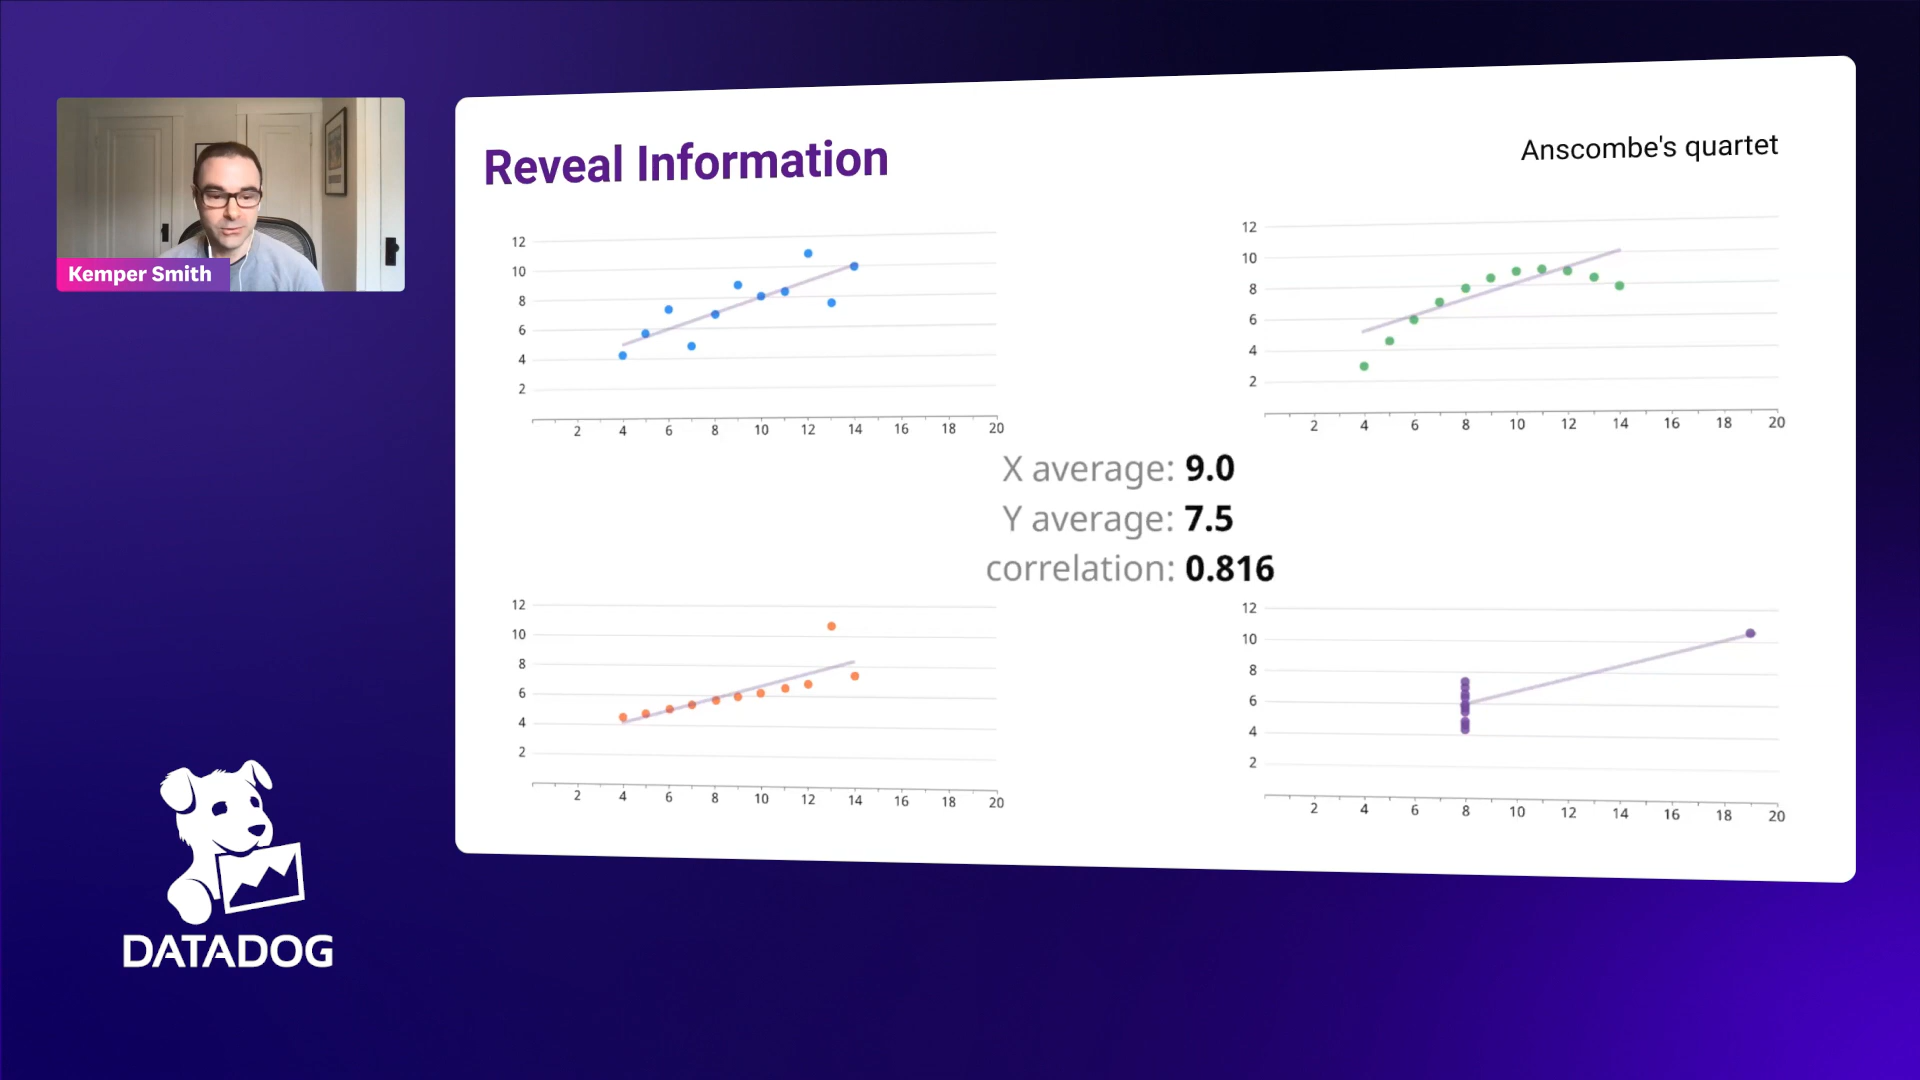 Kemper Smith
DATADOG
Reveal Information
Anscombe's quartet
12
10
8
6
4
2
2 4 6 8 10 12 14 16 18 20
12
10
8
6
4
2
2 4 6 8 10 12 14 16 18 20
X average: 9.0
Y average: 7.5
correlation: 0.816
12
10
8
6
4
2
2 4 6 8 10 12 14 16 18 20
12
10
8
6
4
2
2 4 6 8 10 12 14 16 18 20